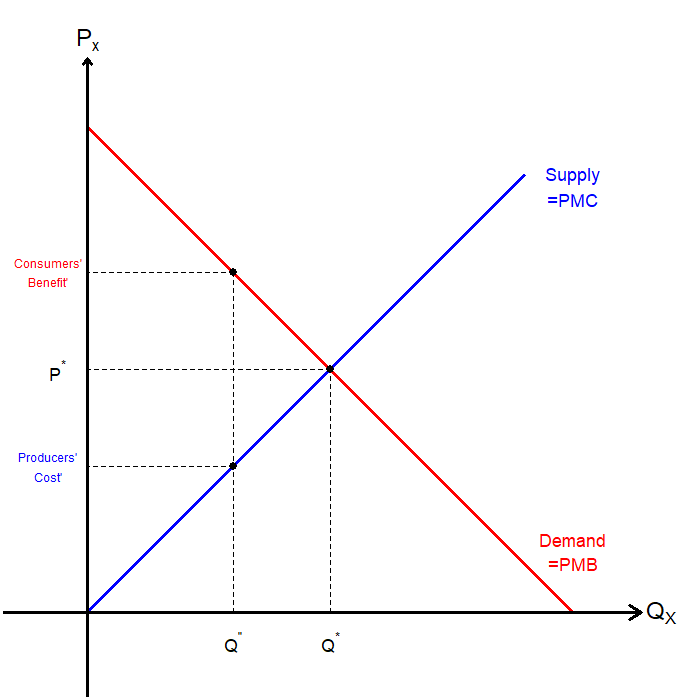 Pₓ
Supply
=PMC
Consumers'
Benefit'
P*
Producers'
Cost'
Demand
=PMB
Qₓ
Q"
Q*